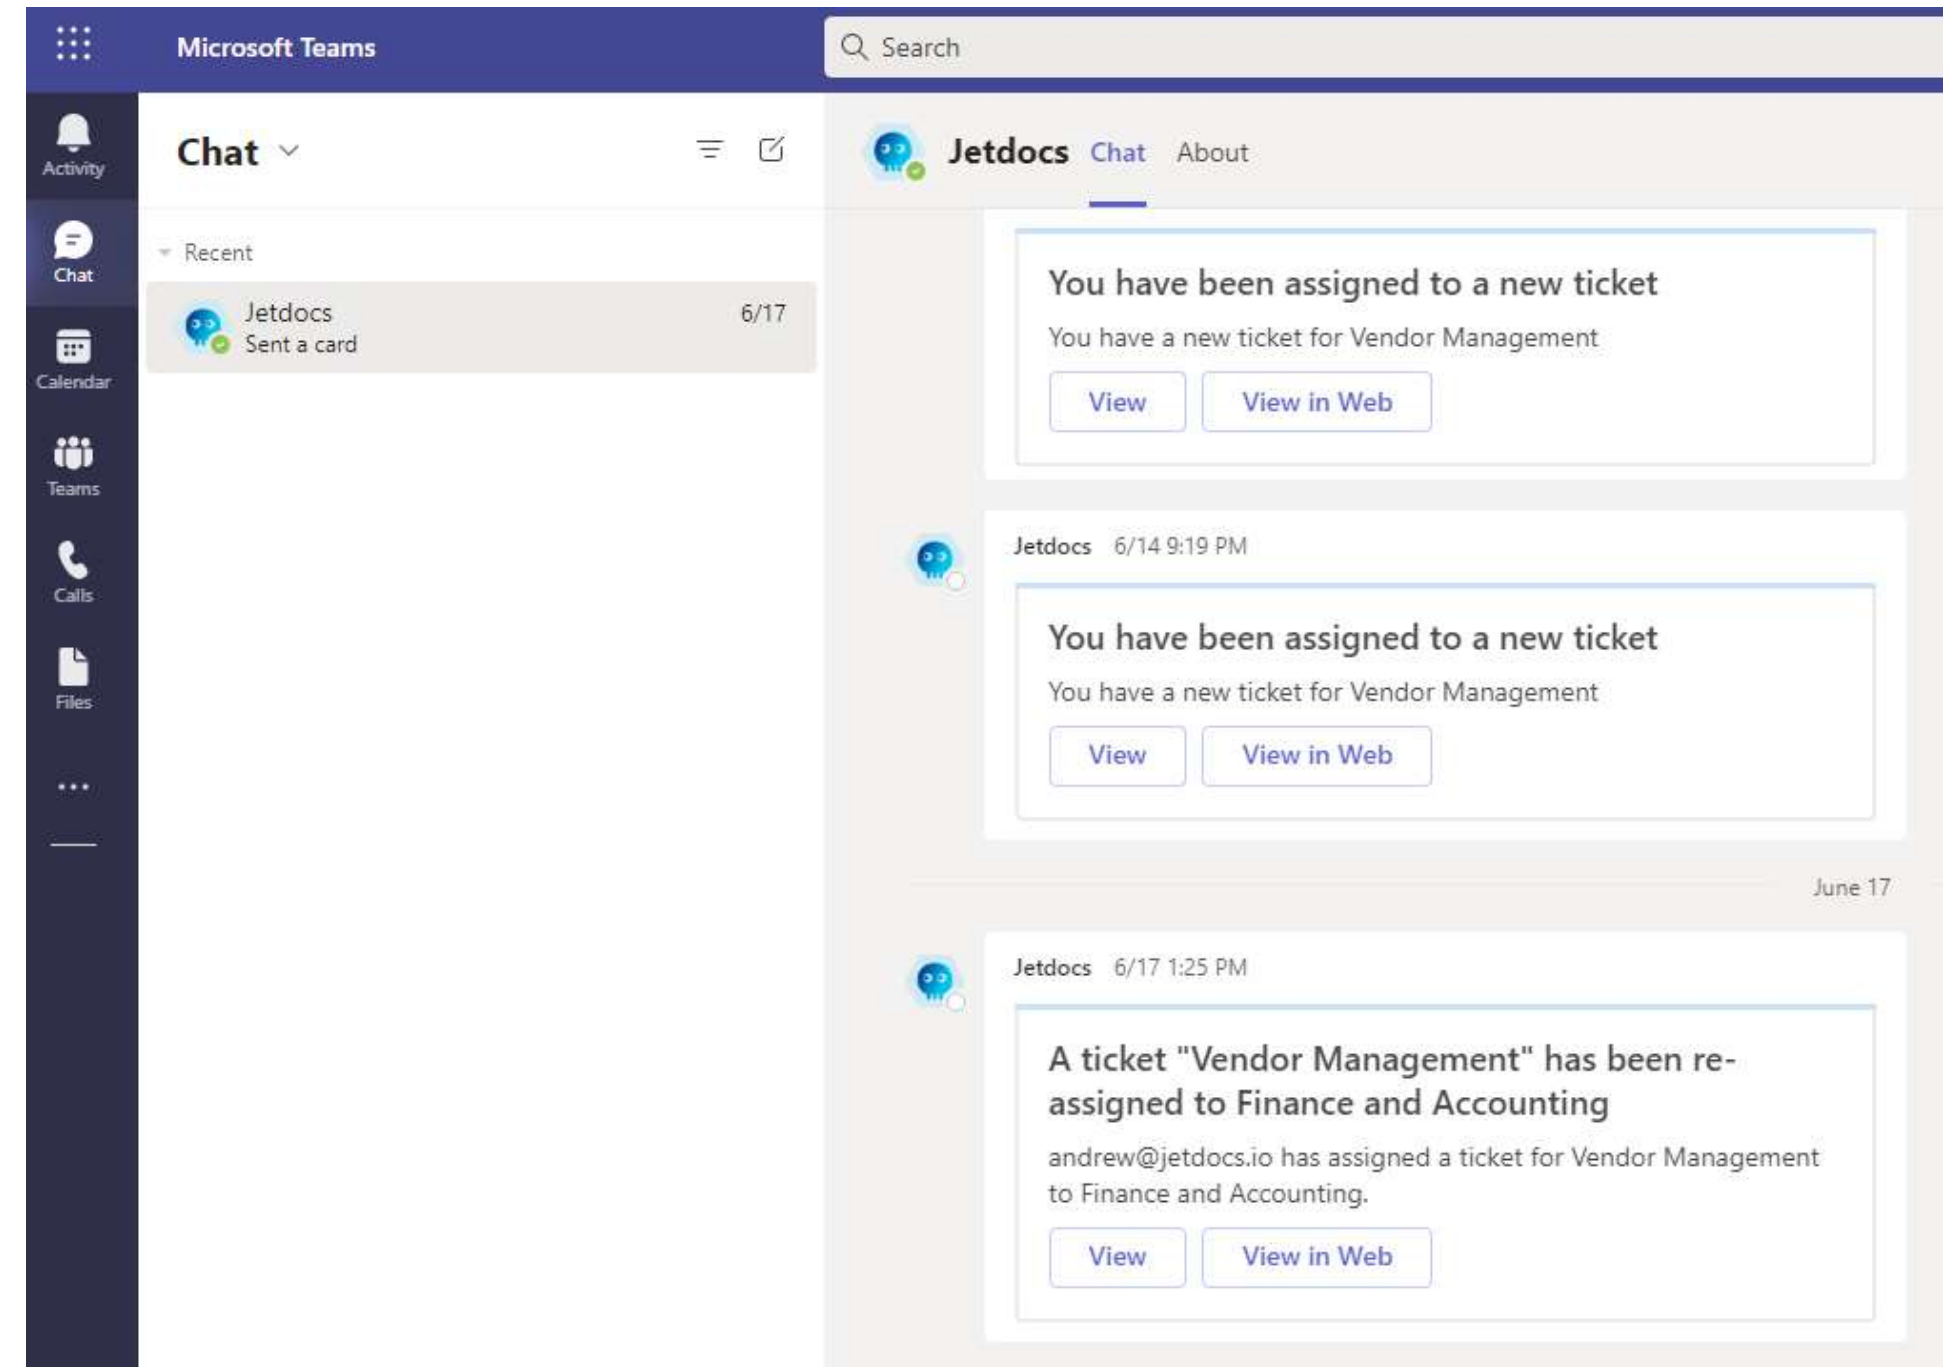 Microsoft Teams
Search
Activity
Chat
Calendar
Teams
Calls
Files
Chat
Recent
Jetdocs 6/17
Sent a card
Jetdocs Chat About
You have been assigned to a new ticket
You have a new ticket for Vendor Management
View View in Web
Jetdocs 6/14 9:19 PM
You have been assigned to a new ticket
You have a new ticket for Vendor Management
View View in Web
June 17
Jetdocs 6/17 1:25 PM
A ticket "Vendor Management" has been re-
assigned to Finance and Accounting
andrew@jetdocs.io has assigned a ticket for Vendor Management
to Finance and Accounting.
View View in Web